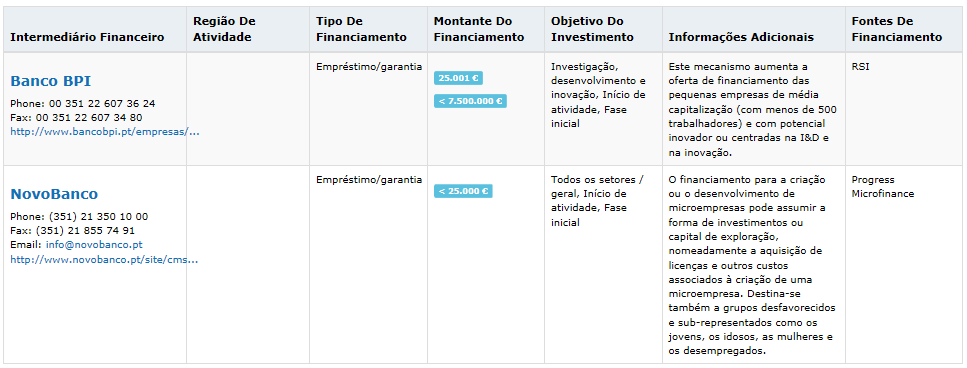 Intermediário Financeiro
Região De
Atividade
Tipo De
Financiamento
Montante Do
Financiamento
Objetivo Do
Investimento
Informações Adicionais
Fontes De
Financiamento
Banco BPI
Phone: 00 351 22 607 36 24
Fax: 00 351 22 607 34 80
http://www.bancobpi.pt/empresas/...
Empréstimo/garantia
25.001 €
< 7.500.000 €
Investigação,
desenvolvimento e
inovação, Início de
atividade, Fase
inicial
Este mecanismo aumenta a
oferta de financiamento das
pequenas empresas de média
capitalização (com menos de 500
trabalhadores) e com potencial
inovador ou centradas na I&D e
na inovação.
RSI
NovoBanco
Phone: (351) 21 350 10 00
Fax: (351) 21 855 74 91
Email: info@novobanco.pt
http://www.novobanco.pt/site/cms...
Empréstimo/garantia
< 25.000 €
Todos os setores /
geral, Início de
atividade, Fase
inicial
O financiamento para a criação
ou o desenvolvimento de
microempresas pode assumir a
forma de investimentos ou
capital de exploração,
nomeadamente a aquisição de
licenças e outros custos
associados à criação de uma
microempresa. Destina-se
também a grupos desfavorecidos
e sub-representados como os
jovens, os idosos, as mulheres e
os desempregados.
Progress
Microfinance